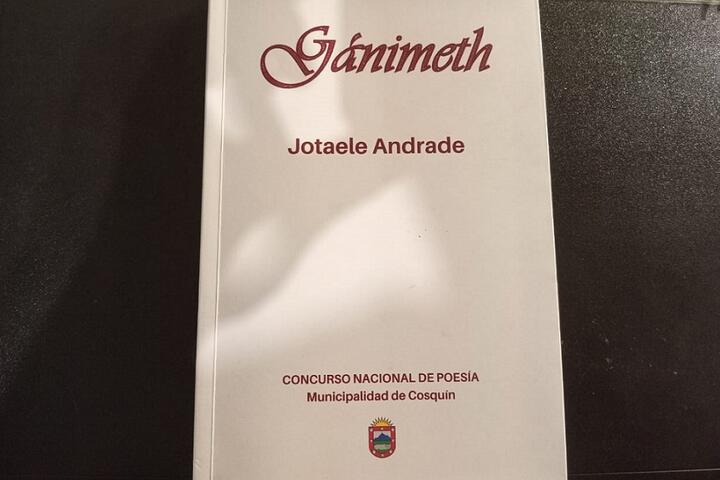 Gánimeth
Jotaele Andrade
CONCURSO NACIONAL DE POESÍA
Municipalidad de Cosquín